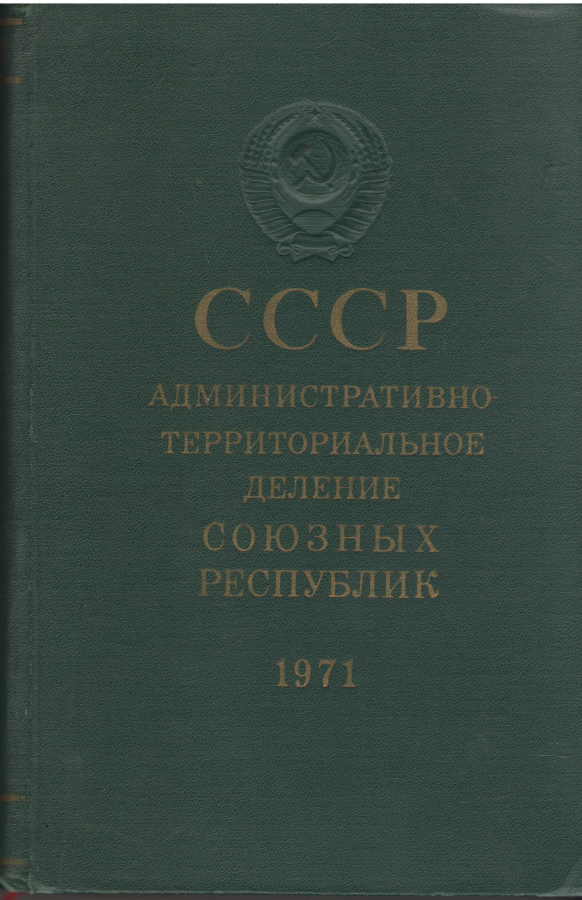 СССР
АДМИНИСТРАТИВНО-
ТЕРРИТОРИАЛЬНОЕ
ДЕЛЕНИЕ
СОЮЗНЫХ
РЕСПУБЛИК
1971